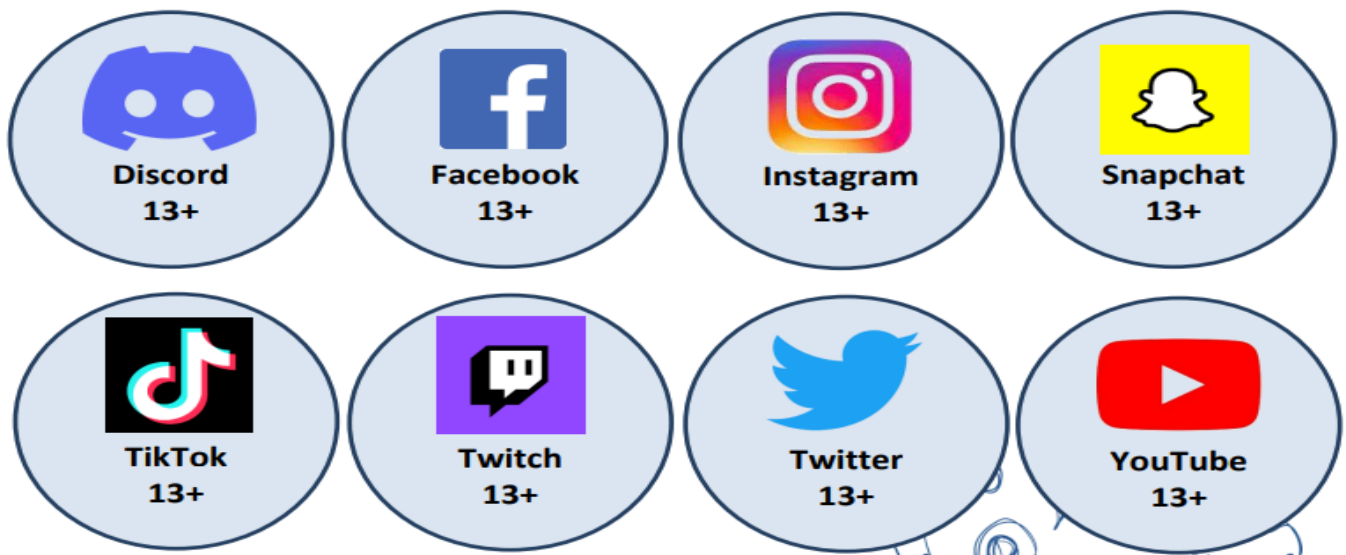 Discord
13+
Facebook
13+
Instagram
13+
Snapchat
13+
TikTok
13+
Twitch
13+
Twitter
13+
YouTube
13+